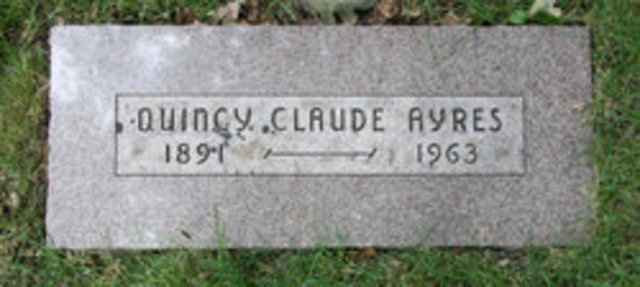 QUINCY CLAUDE AYRES
1891 — 1963